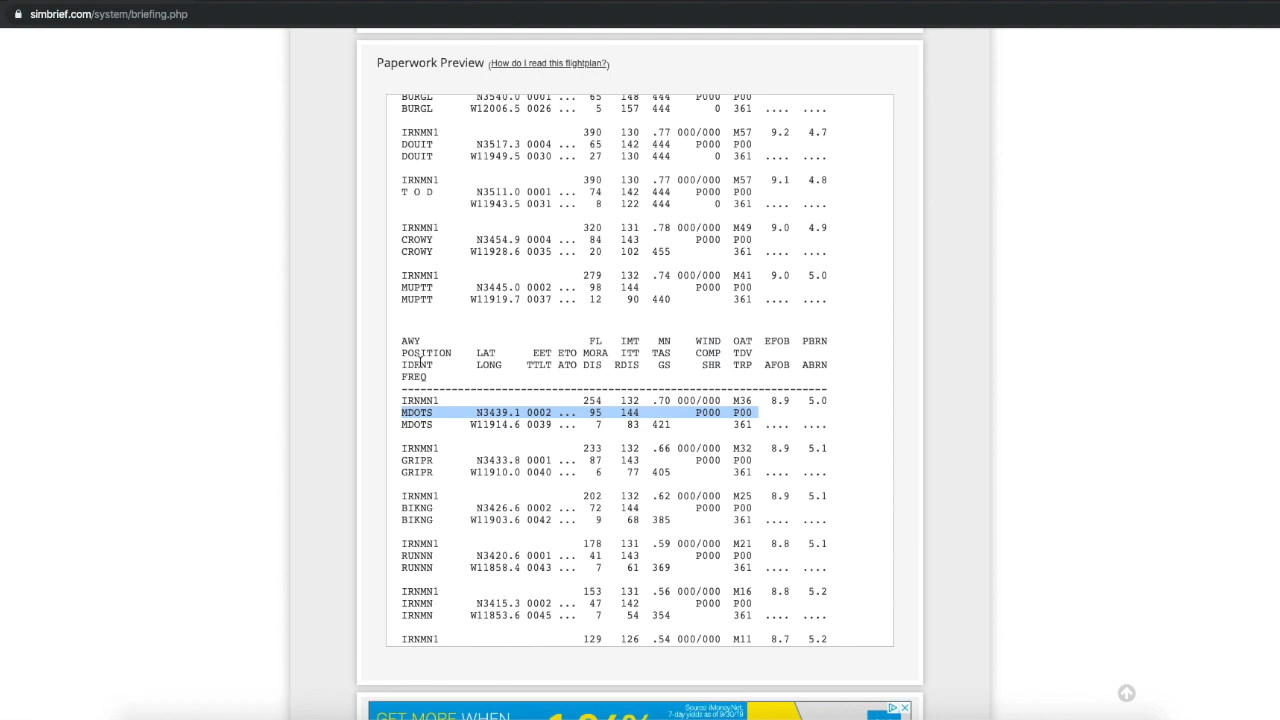 simbrief.com/system/briefing.php
Paperwork Preview (How do I read this flightplan?)
BURGL N3540.0 0001 ... 65 148 444 P000 P00
BURGL W12006.5 0026 ... 5 157 444 0 361 .... ....
IRNMN1 390 130 .77 000/000 M57 9.2 4.7
DOUIT N3517.3 0004 ... 65 142 444 P000 P00
DOUIT W11949.5 0030 ... 27 130 444 0 361 .... ....
IRNMN1 390 130 .77 000/000 M57 9.1 4.8
T O D N3511.0 0001 ... 74 142 444 P000 P00
W11943.5 0031 ... 8 122 444 0 361 .... ....
IRNMN1 320 131 .78 000/000 M49 9.0 4.9
CROWY N3454.9 0004 ... 84 143 P000 P00
CROWY W11928.6 0035 ... 20 102 455 361 .... ....
IRNMN1 279 132 .74 000/000 M41 9.0 5.0
MUPTT N3445.0 0002 ... 98 144 P000 P00
MUPTT W11919.7 0037 ... 12 90 440 361 .... ....
AWY FL IMT MN WIND OAT EFOB PBRN
POSITION LAT EET ETO MORA ITT TAS COMP TDV
IDENT LONG TTLT ATO DIS RDIS GS SHR TRP AFOB ABRN
FREQ
--------------------------------------------------------------------
IRNMN1 254 132 .70 000/000 M36 8.9 5.0
MDOTS N3439.1 0002 ... 95 144 P000 P00
MDOTS W11914.6 0039 ... 7 83 421 361 .... ....
IRNMN1 233 132 .66 000/000 M32 8.9 5.1
GRIPR N3433.8 0001 ... 87 143 P000 P00
GRIPR W11910.0 0040 ... 6 77 405 361 .... ....
IRNMN1 202 132 .62 000/000 M25 8.9 5.1
BIKNG N3426.6 0002 ... 72 144 P000 P00
BIKNG W11903.6 0042 ... 9 68 385 361 .... ....
IRNMN1 178 131 .59 000/000 M21 8.8 5.1
RUNNN N3420.6 0001 ... 41 143 P000 P00
RUNNN W11858.4 0043 ... 7 61 369 361 .... ....
IRNMN1 153 131 .56 000/000 M16 8.8 5.2
IRNMN N3415.3 0002 ... 47 142 P000 P00
IRNMN W11853.6 0045 ... 7 54 354 361 .... ....
IRNMN1 129 126 .54 000/000 M11 8.7 5.2
Source: iMoney.Net,
7-day yields as of 9/30/19
GET MORE WHEN